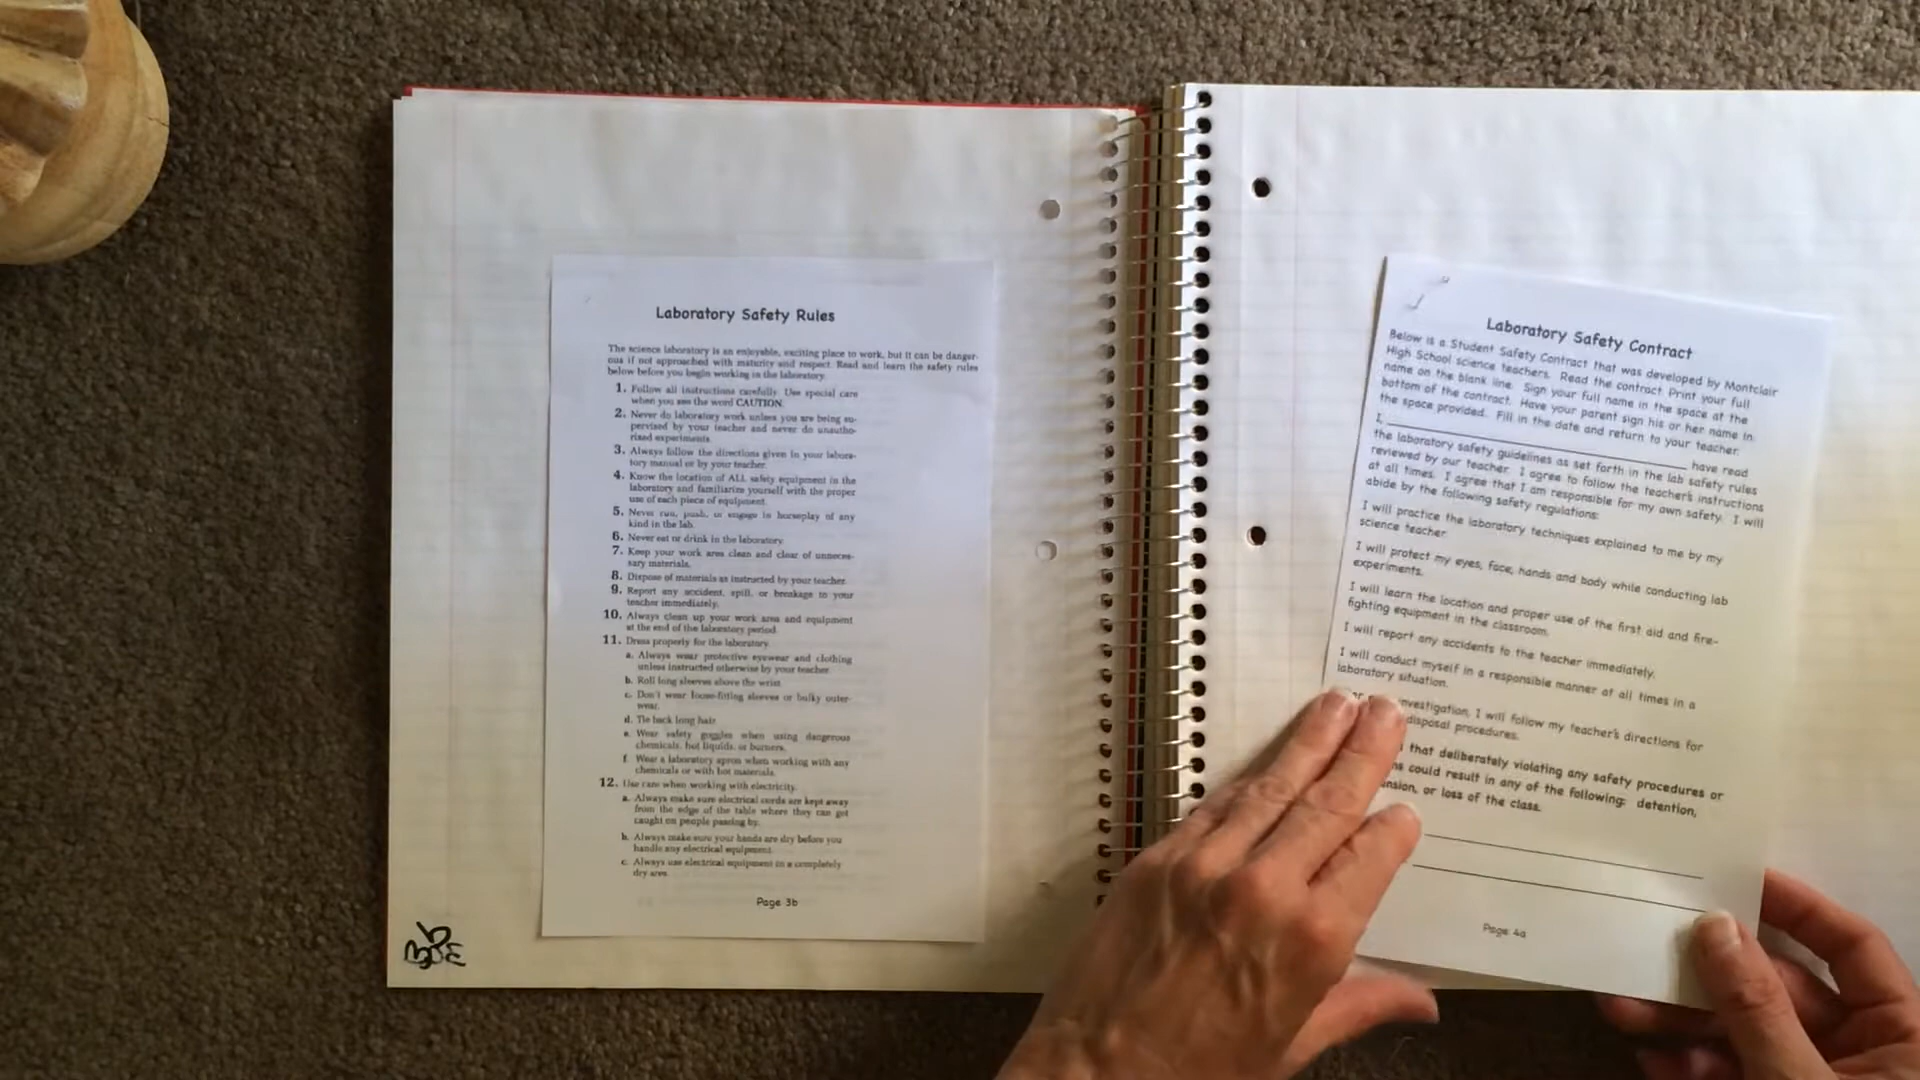 Laboratory Safety Rules
The science laboratory is an enjoyable, exciting place to work, but it can be danger-
ous if not approached with maturity and respect. Read and learn the safety rules
below before you begin working in the laboratory.
1. Follow all instructions carefully. Use special care
when you see the word CAUTION.
2. Never do laboratory work unless you are being su-
pervised by your teacher and never do unautho-
rized experiments.
3. Always follow the directions given in your labora-
tory manual or by your teacher.
4. Know the location of ALL safety equipment in the
laboratory and familiarize yourself with the proper
use of each piece of equipment.
5. Never run, push, or engage in horseplay of any
kind in the lab.
6. Never eat or drink in the laboratory.
7. Keep your work area clean and clear of unneces-
sary materials.
8. Dispose of materials as instructed by your teacher.
9. Report any accident, spill, or breakage to your
teacher immediately.
10. Always clean up your work area and equipment
at the end of the laboratory period.
11. Dress properly for the laboratory.
a. Always wear protective eyewear and clothing
unless instructed otherwise by your teacher.
b. Roll long sleeves above the wrist.
c. Don't wear loose-fitting sleeves or bulky outer-
wear.
d. Tie back long hair.
e. Wear safety goggles when using dangerous
chemicals, hot liquids, or burners.
f. Wear a laboratory apron when working with any
chemicals or with hot materials.
12. Use care when working with electricity.
a. Always make sure electrical cords are kept away
from the edge of the table where they can get
caught on people passing by.
b. Always make sure your hands are dry before you
handle any electrical equipment.
c. Always use electrical equipment in a completely
dry area.
Page 3b
Laboratory Safety Contract
Below is a Student Safety Contract that was developed by Montclair
High School science teachers. Read the contract. Print your full
name on the blank line. Sign your full name in the space at the
bottom of the contract. Have your parent sign his or her name in
the space provided. Fill in the date and return to your teacher.
I, ______________________ have read
the laboratory safety guidelines as set forth in the lab safety rules
reviewed by our teacher. I agree to follow the teacher's instructions
at all times. I agree that I am responsible for my own safety. I will
abide by the following safety regulations:
I will practice the laboratory techniques explained to me by my
science teacher.
I will protect my eyes, face, hands and body while conducting lab
experiments.
I will learn the location and proper use of the first aid and fire-
fighting equipment in the classroom.
I will report any accidents to the teacher immediately.
I will conduct myself in a responsible manner at all times in a
laboratory situation.
investigation, I will follow my teacher's directions for
disposal procedures.
that deliberately violating any safety procedures or
could result in any of the following: detention,
or loss of the class.
Page 4a